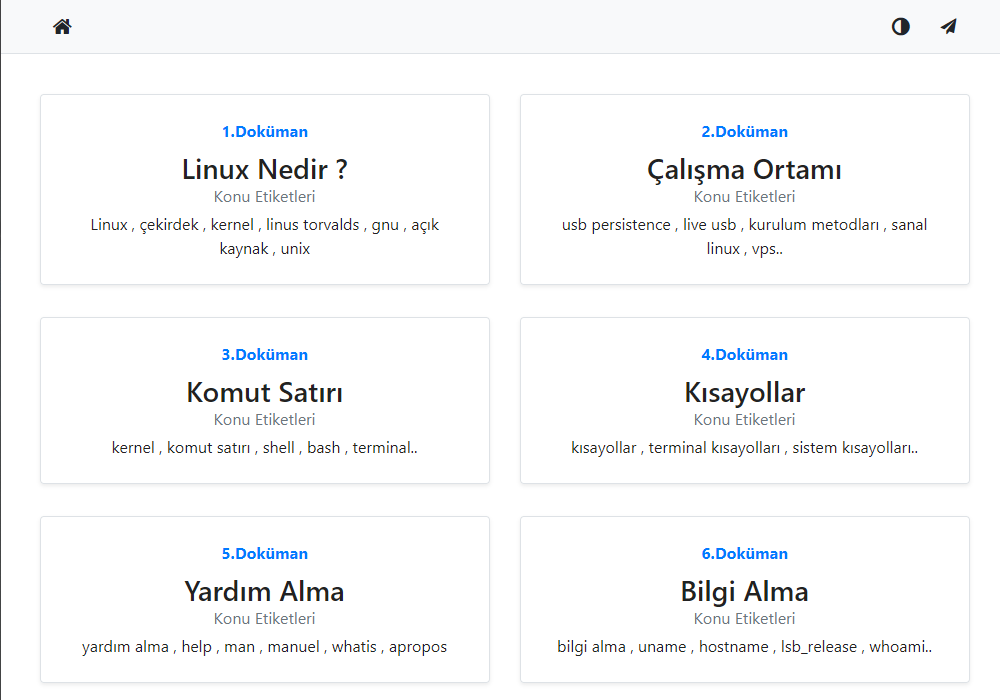 1.Doküman
Linux Nedir ?
Konu Etiketleri
Linux , çekirdek , kernel , linus torvalds , gnu , açık
kaynak , unix
2.Doküman
Çalışma Ortamı
Konu Etiketleri
usb persistence , live usb , kurulum metodları , sanal
linux , vps..
3.Doküman
Komut Satırı
Konu Etiketleri
kernel , komut satırı , shell , bash , terminal..
4.Doküman
Kısayollar
Konu Etiketleri
kısayollar , terminal kısayolları , sistem kısayolları..
5.Doküman
Yardım Alma
Konu Etiketleri
yardım alma , help , man , manuel , whatis , apropos
6.Doküman
Bilgi Alma
Konu Etiketleri
bilgi alma , uname , hostname , lsb_release , whoami..